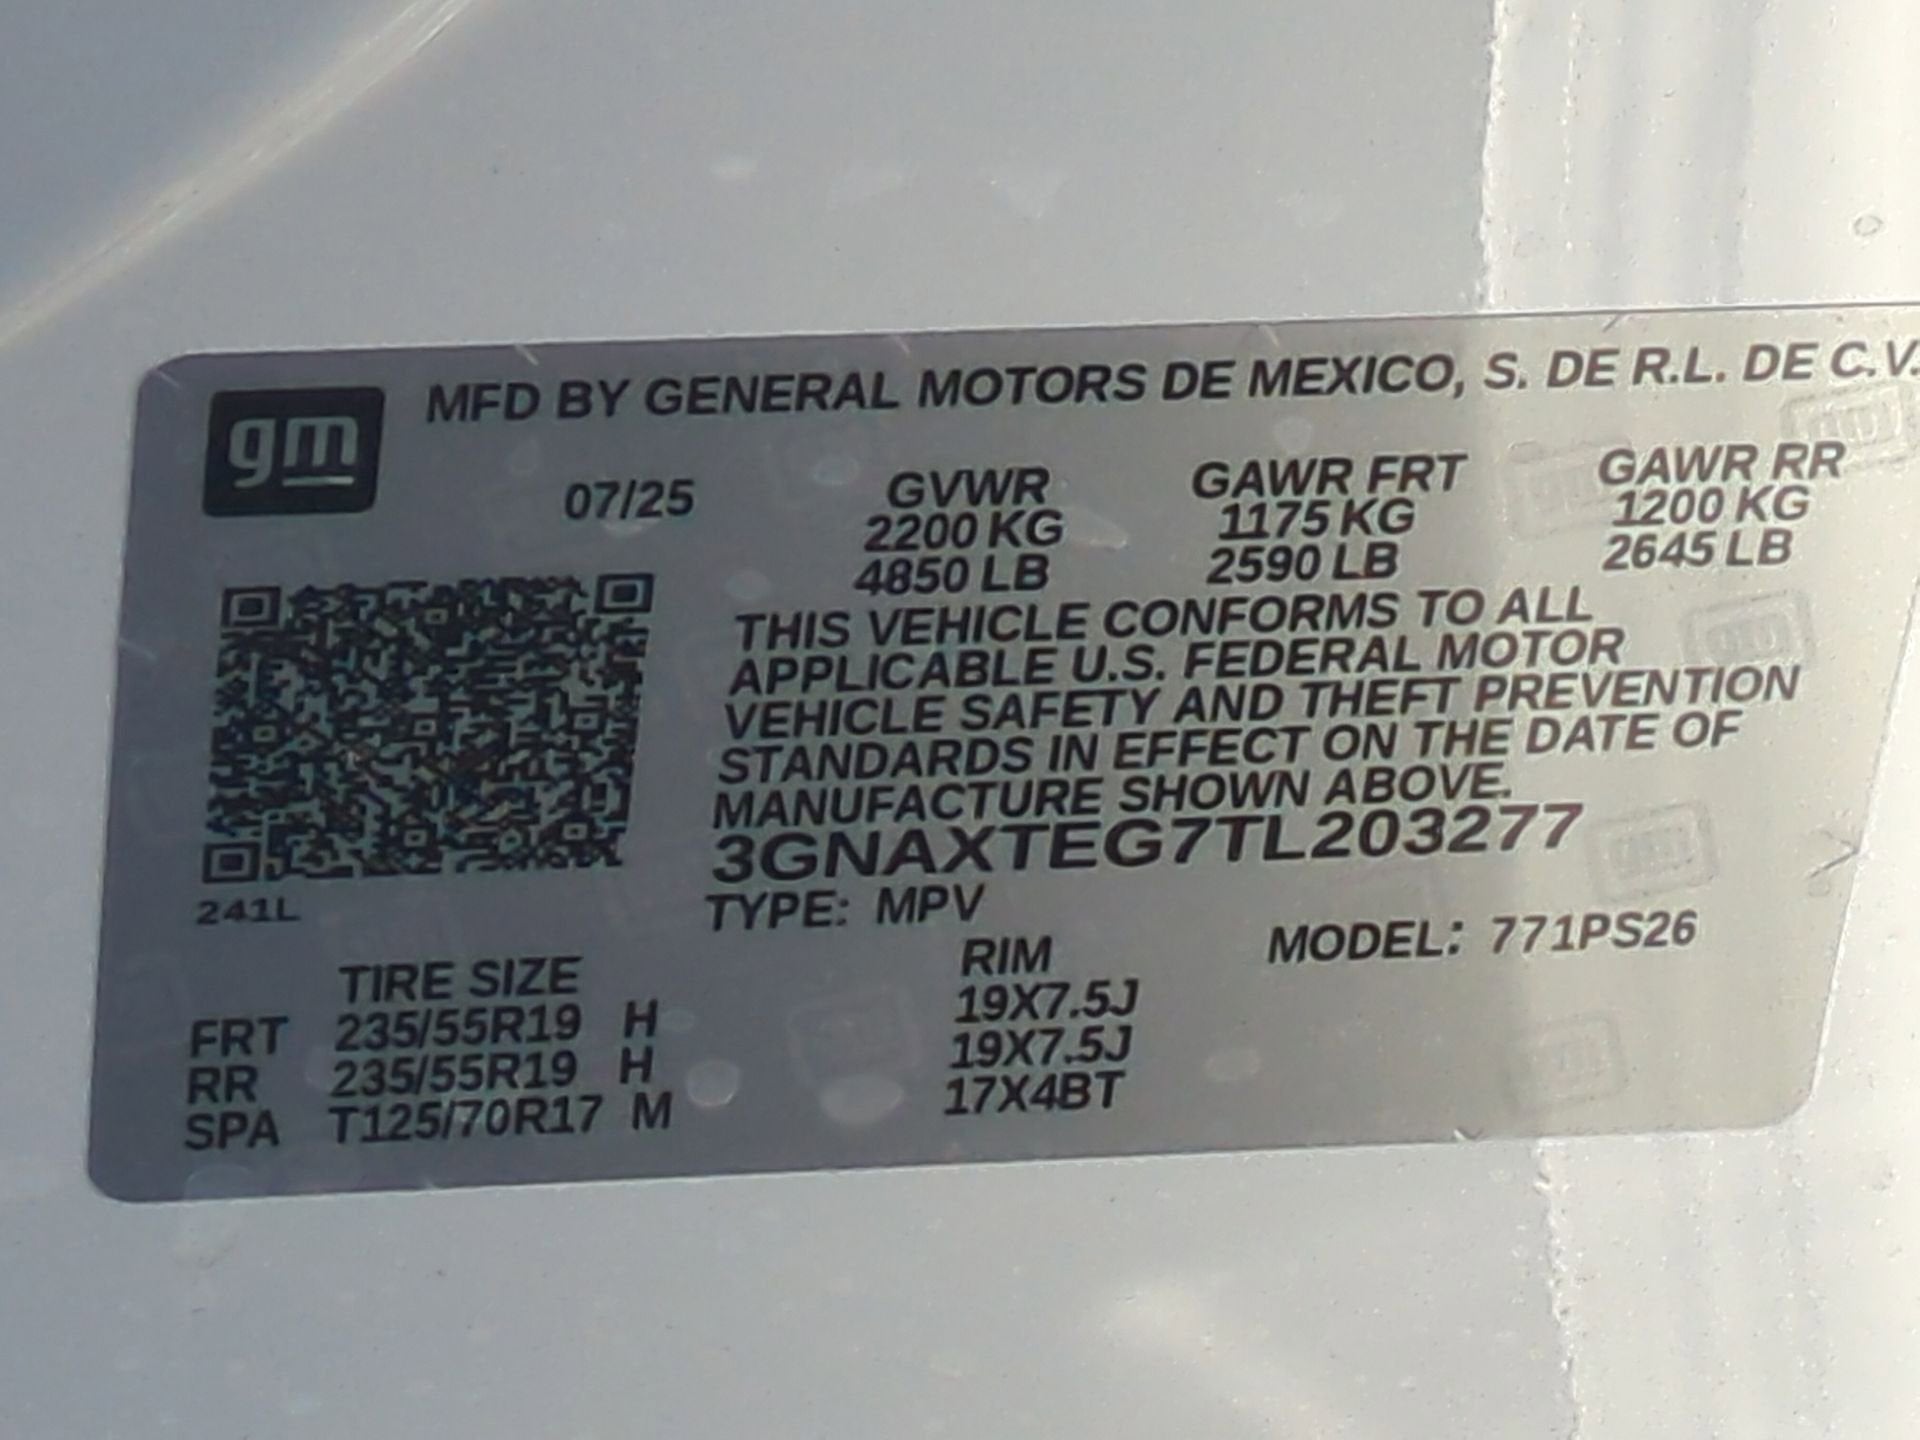 gm
MFD BY GENERAL MOTORS DE MEXICO, S. DE R.L. DE C.V.
07/25 GVWR GAWR FRT GAWR RR
2200 KG 1175 KG 1200 KG
4850 LB 2590 LB 2645 LB
THIS VEHICLE CONFORMS TO ALL
APPLICABLE U.S. FEDERAL MOTOR
VEHICLE SAFETY AND THEFT PREVENTION
STANDARDS IN EFFECT ON THE DATE OF
MANUFACTURE SHOWN ABOVE.
3GNAXTEG7TL203277
241L
TYPE: MPV MODEL: 771PS26
TIRE SIZE RIM
FRT 235/55R19 H 19X7.5J
RR 235/55R19 H 19X7.5J
SPA T125/70R17 M 17X4BT